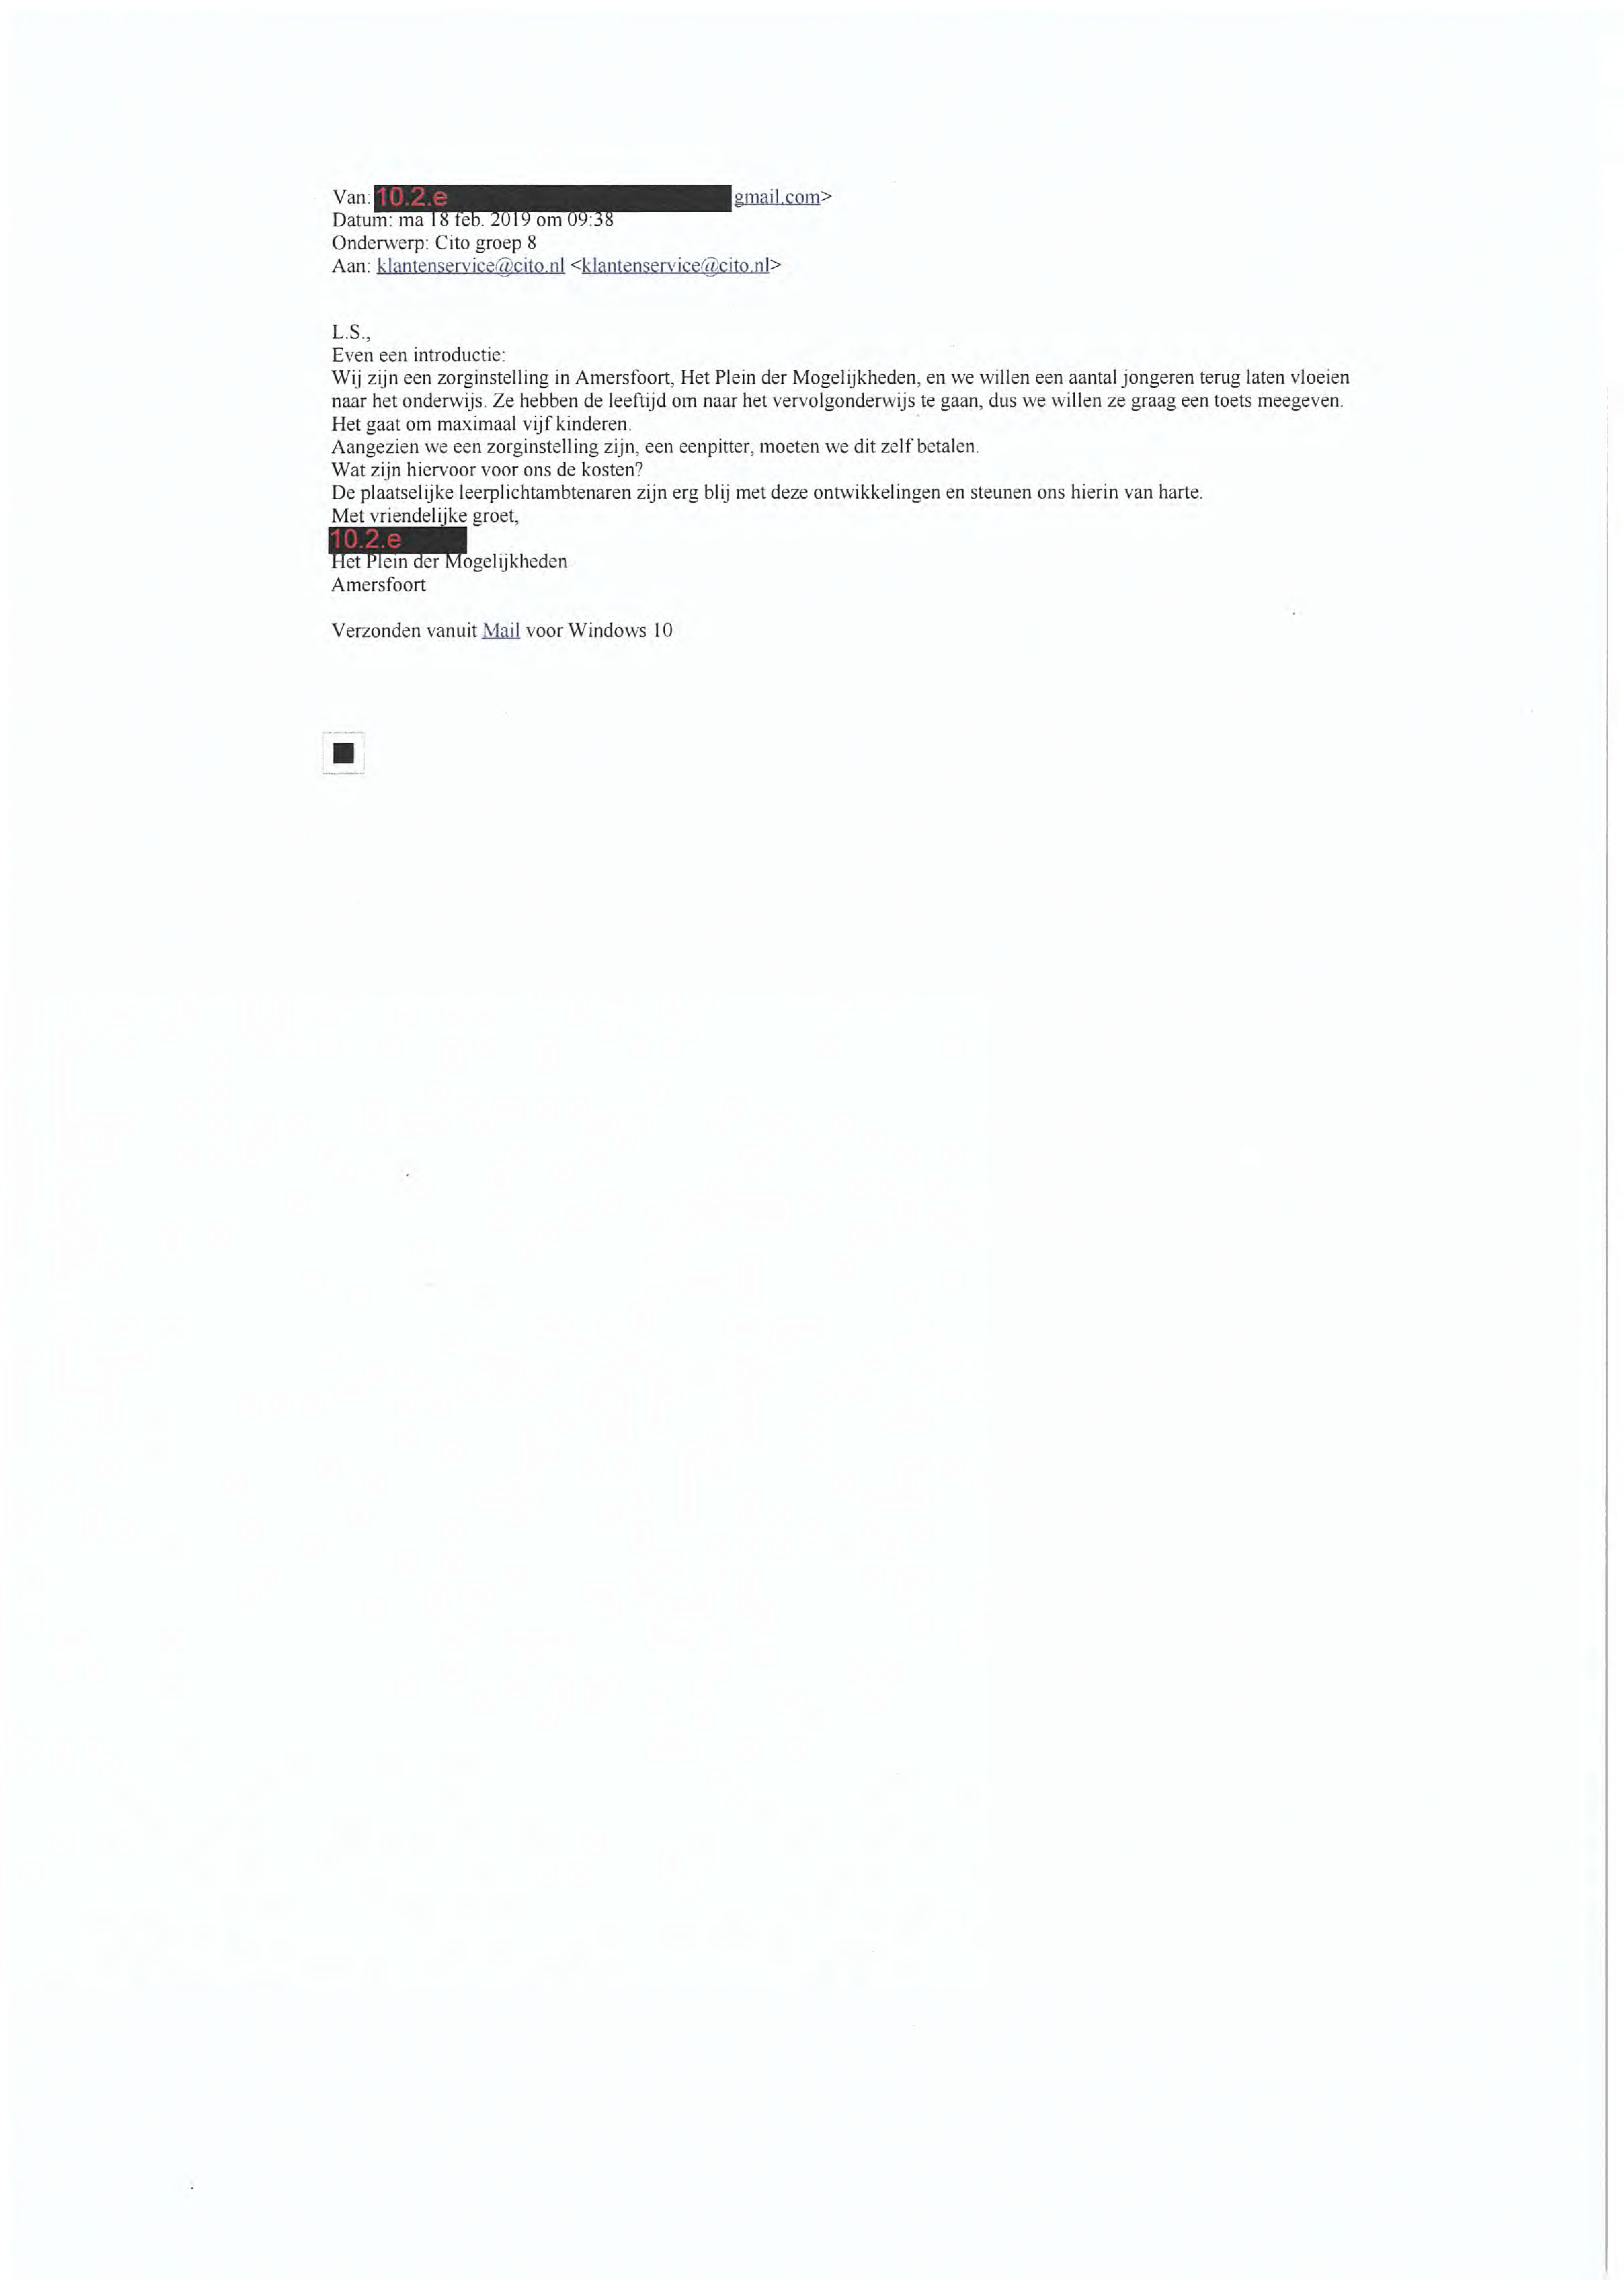 Van: 10.2.e gmail.com>
Datum: ma 18 feb. 2019 om 09:38
Onderwerp: Cito groep 8
Aan: klantenservice@cito.nl <klantenservice@cito.nl>
L.S.,
Even een introductie:
Wij zijn een zorginstelling in Amersfoort, Het Plein der Mogelijkheden, en we willen een aantal jongeren terug laten vloeien
naar het onderwijs. Ze hebben de leeftijd om naar het vervolgonderwijs te gaan, dus we willen ze graag een toets meegeven.
Het gaat om maximaal vijf kinderen.
Aangezien we een zorginstelling zijn, een eenpitter, moeten we dit zelf betalen.
Wat zijn hiervoor voor ons de kosten?
De plaatselijke leerplichtambtenaren zijn erg blij met deze ontwikkelingen en steunen ons hierin van harte.
Met vriendelijke groet,
10.2.e
Het Plein der Mogelijkheden
Amersfoort
Verzonden vanuit Mail voor Windows 10